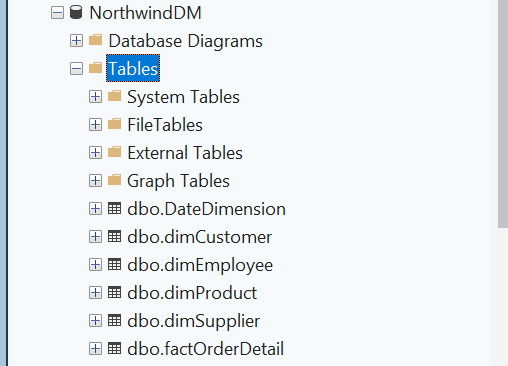 NorthwindDM
Database Diagrams
Tables
System Tables
FileTables
External Tables
Graph Tables
dbo.DateDimension
dbo.dimCustomer
dbo.dimEmployee
dbo.dimProduct
dbo.dimSupplier
dbo.factOrderDetail